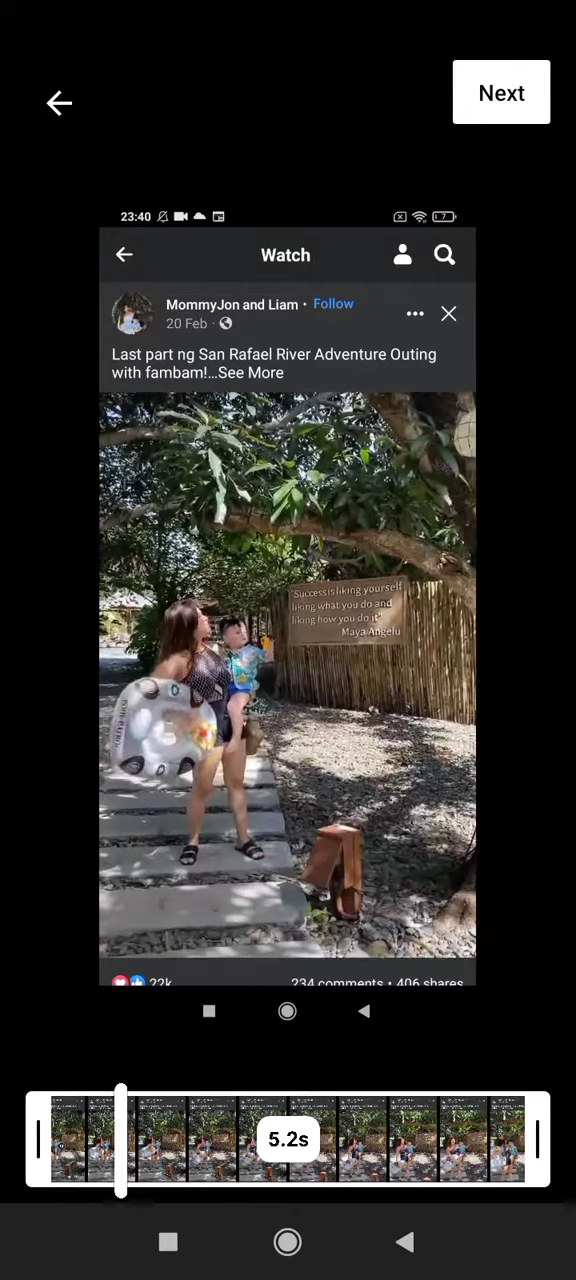 Next
23:40
7
Watch
MommyJon and Liam • Follow
20 Feb
Last part ng San Rafael River Adventure Outing
with fambam!...See More
"Success is liking yourself
liking what you do and
liking how you do it"
Maya Angelu
22k
234 comments • 406 shares
5.2s